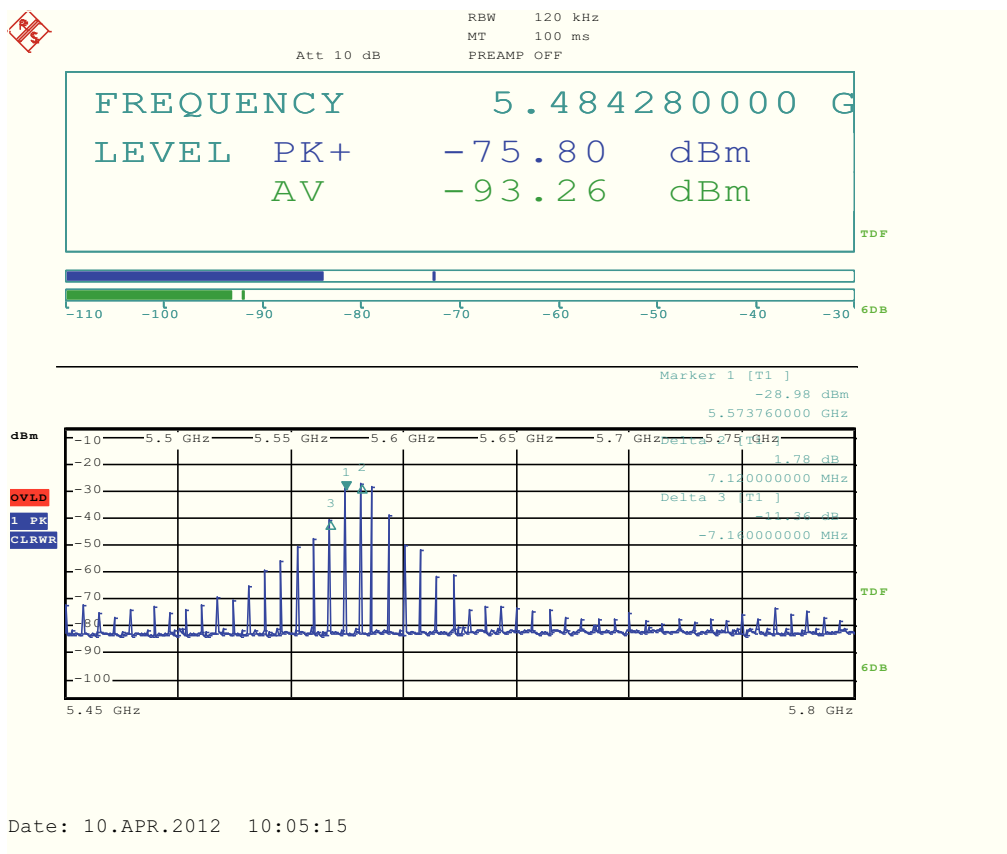 RS
RBW 120 kHz
MT 100 ms
Att 10 dB PREAMP OFF
FREQUENCY 5.484280000 G
LEVEL PK+ -75.80 dBm
AV -93.26 dBm
TDF
-110 -100 -90 -80 -70 -60 -50 -40 -30
6DB
Marker 1 [T1 ]
-28.98 dBm
5.573760000 GHz
dBm
-10 5.5 GHz 5.55 GHz 5.6 GHz 5.65 GHz 5.7 GHz 5.75 GHz
Delta 2 [T1 ]
1.78 dB
7.120000000 MHz
Delta 3 [T1 ]
-11.36 dB
-7.160000000 MHz
-20
1 2
-30
OVLD
3
1 PK
CLRWR
-40
-50
-60
-70
TDF
-80
-90
6DB
-100
5.45 GHz 5.8 GHz
Date: 10.APR.2012 10:05:15